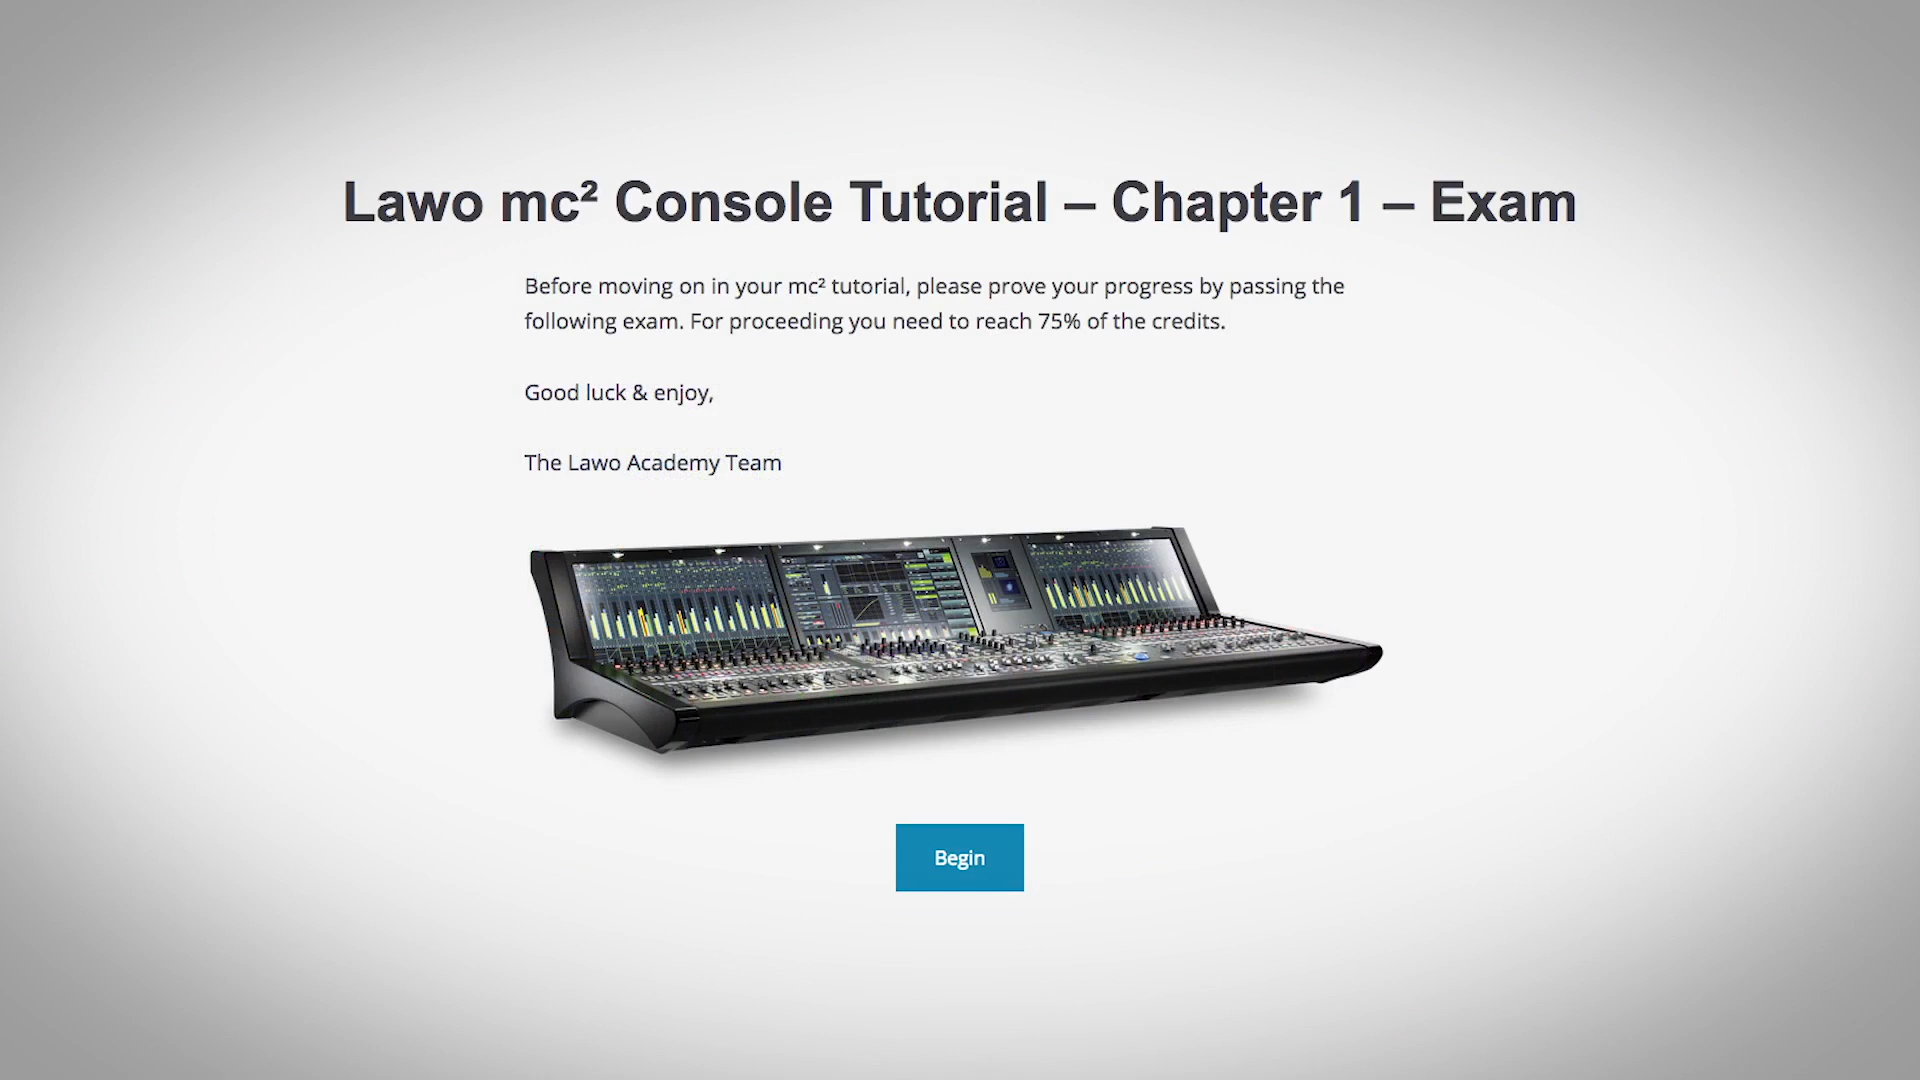 Lawo mc² Console Tutorial – Chapter 1 – Exam
Before moving on in your mc² tutorial, please prove your progress by passing the
following exam. For proceeding you need to reach 75% of the credits.
Good luck & enjoy,
The Lawo Academy Team
Begin